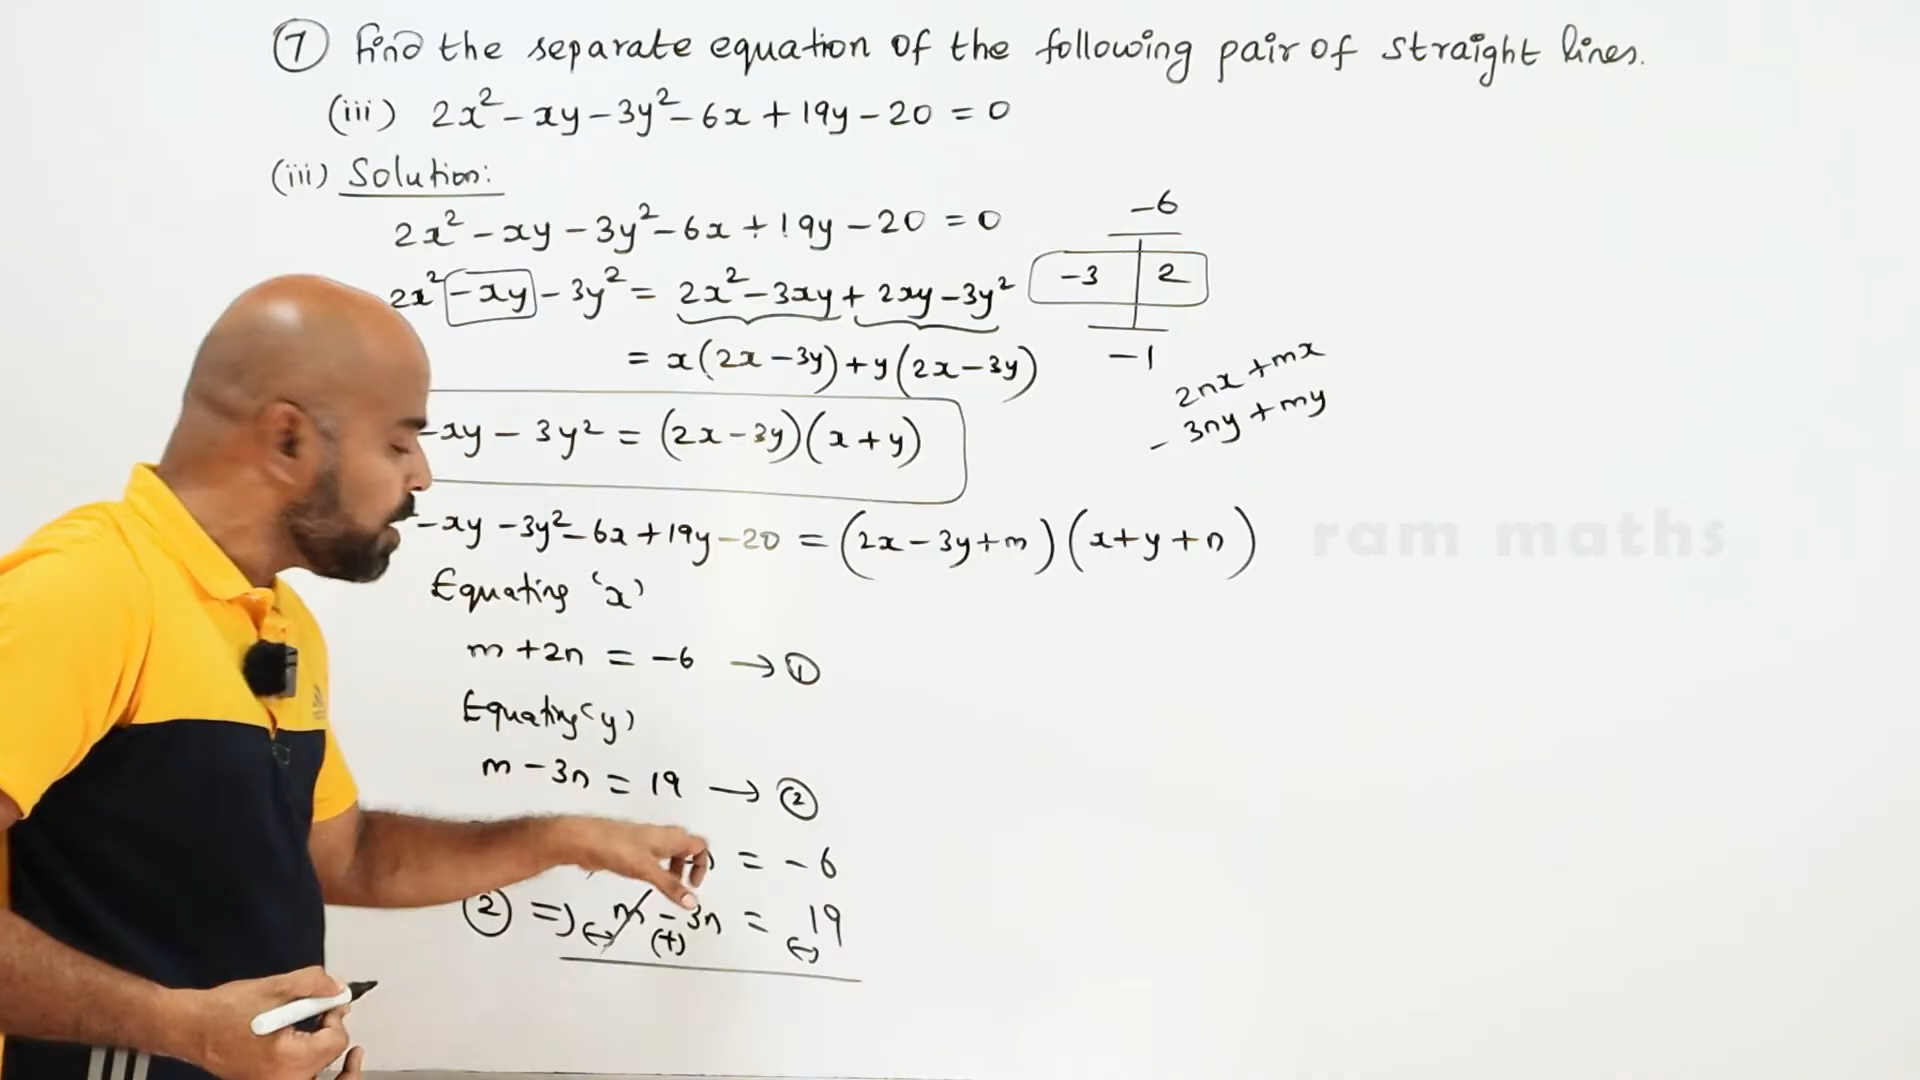 ⑦ Find the separate equation of the following pair of straight lines.
(iii) 2x² - xy - 3y² - 6x + 19y - 20 = 0
(iii) Solution:
2x² - xy - 3y² - 6x + 19y - 20 = 0
-6
2x² - xy - 3y² = 2x² - 3xy + 2xy - 3y²
-3 | 2
= x(2x - 3y) + y(2x - 3y)
-1
2nx + mx
- 3ny + my
- xy - 3y² = (2x - 3y)(x + y)
- xy - 3y² - 6x + 19y - 20 = (2x - 3y + m)(x + y + n)
ram maths
Equating 'x'
m + 2n = -6 → ①
Equating 'y'
m - 3n = 19 → ②
n = -6
② ⇒ m - 3n = 19
(-) (+) (-)